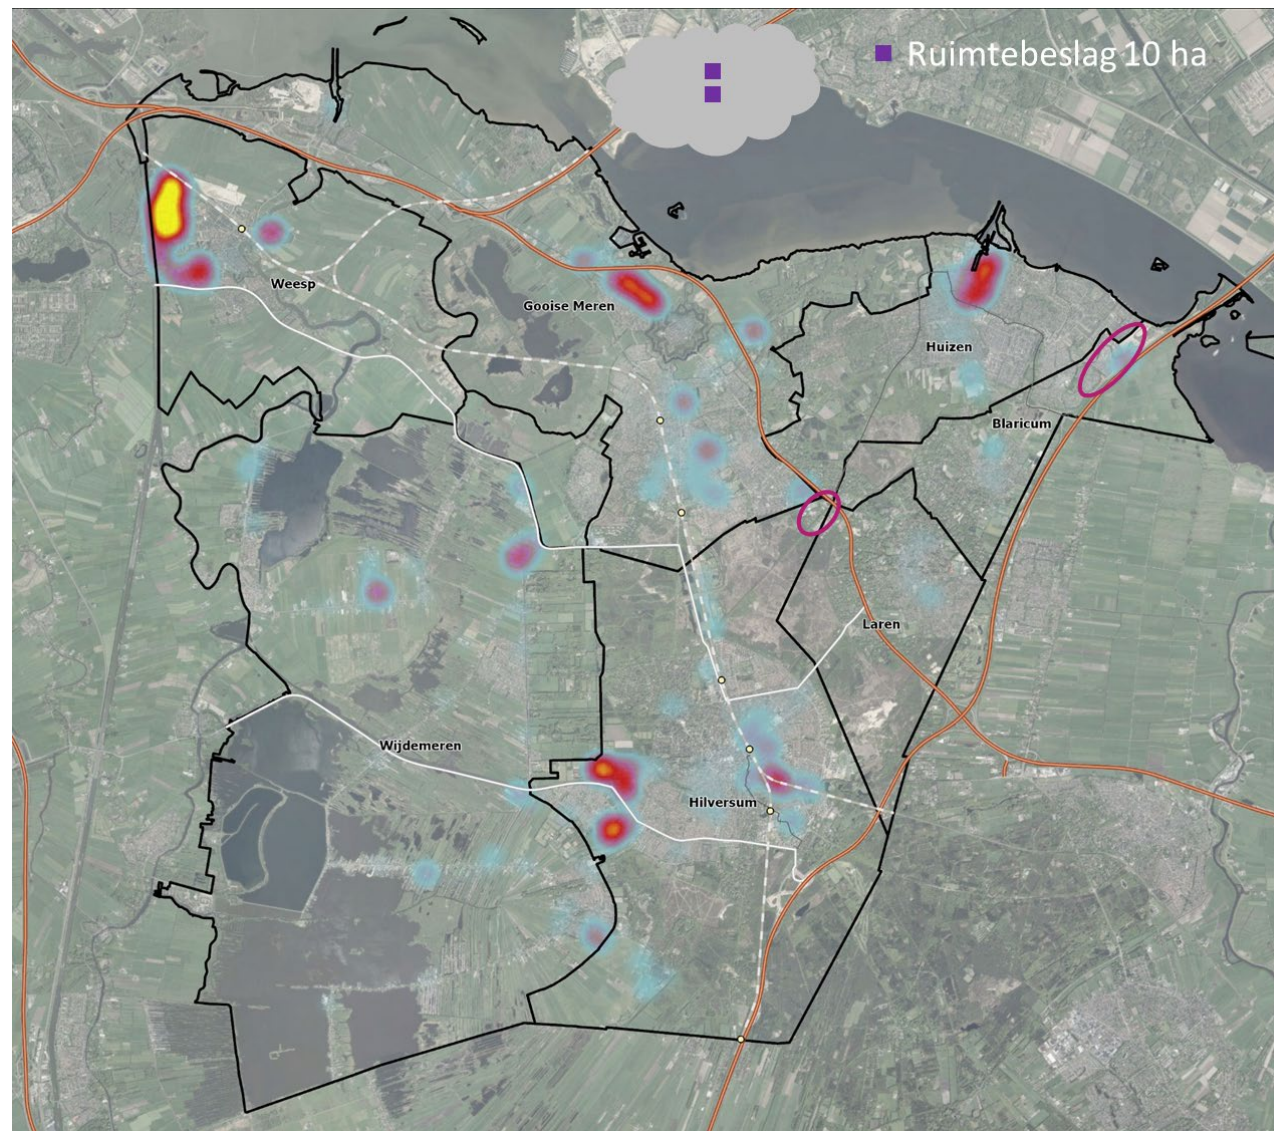 Ruimtebeslag 10 ha
Weesp
Gooise Meren
Huizen
Blaricum
Laren
Wijdemeren
Hilversum